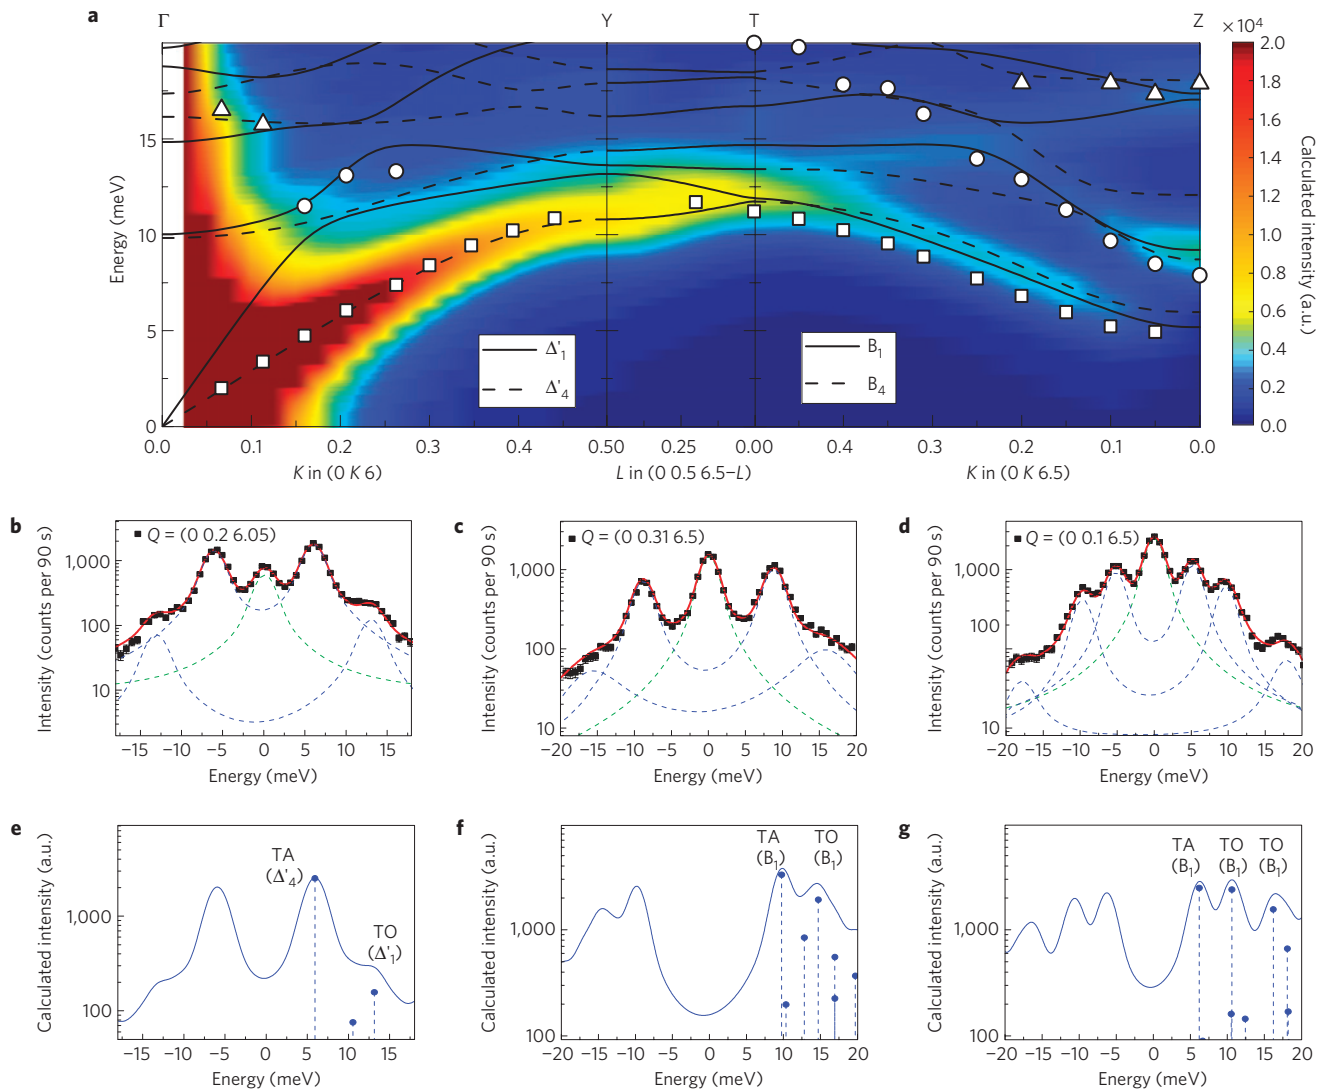 a
Γ Y T Z
×10⁴
Energy (meV)
15
10
5
0
2.0
1.8
1.6
1.4
1.2
1.0
0.8
0.6
0.4
0.2
0.0
Calculated intensity (a.u.)
Δ′₁
Δ′₄
B₁
B₄
0.0 0.1 0.2 0.3 0.4 0.50 0.25 0.00 0.4 0.3 0.2 0.1 0.0
K in (0 K 6) L in (0 0.5 6.5–L) K in (0 K 6.5)
b
Q = (0 0.2 6.05)
Intensity (counts per 90 s)
1,000
100
10
−15 −10 −5 0 5 10 15
Energy (meV)
c
Q = (0 0.31 6.5)
Intensity (counts per 90 s)
1,000
100
10
−20 −15 −10 −5 0 5 10 15 20
Energy (meV)
d
Q = (0 0.1 6.5)
Intensity (counts per 90 s)
1,000
100
10
−20 −15 −10 −5 0 5 10 15 20
Energy (meV)
e
Calculated intensity (a.u.)
1,000
100
TA
(Δ′₄)
TO
(Δ′₁)
−15 −10 −5 0 5 10 15
Energy (meV)
f
Calculated intensity (a.u.)
1,000
100
TA
(B₁)
TO
(B₁)
−20 −15 −10 −5 0 5 10 15 20
Energy (meV)
g
Calculated intensity (a.u.)
1,000
100
TA
(B₁)
TO
(B₁)
TO
(B₁)
−20 −15 −10 −5 0 5 10 15 20
Energy (meV)